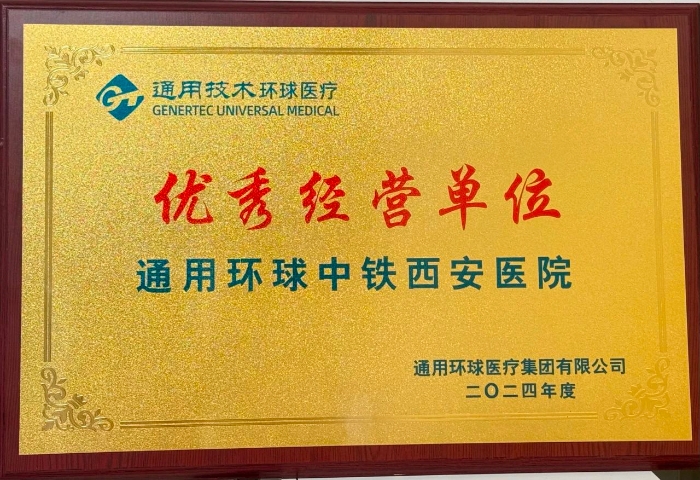 通用技术环球医疗
GENERTEC UNIVERSAL MEDICAL
优秀经营单位
通用环球中铁西安医院
通用环球医疗集团有限公司
二〇二四年度